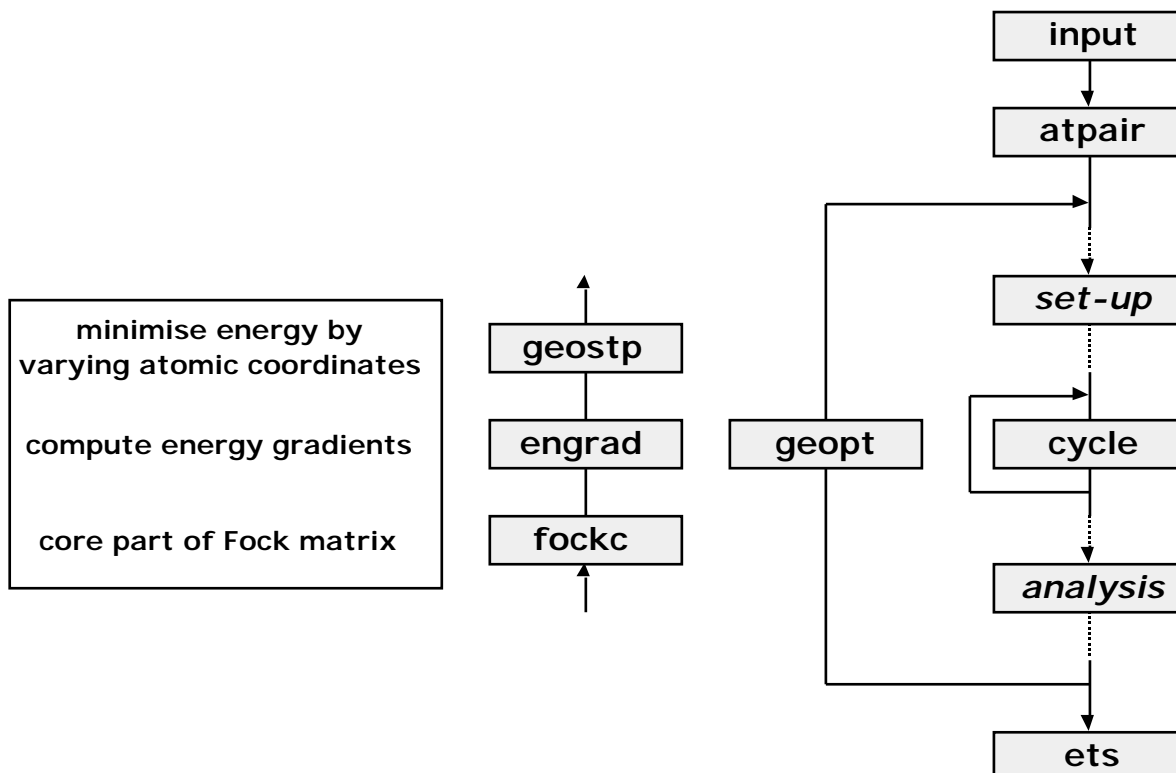 input
atpair
set-up
minimise energy by
varying atomic coordinates
geostp
compute energy gradients
engrad
geopt
cycle
core part of Fock matrix
fockc
analysis
ets